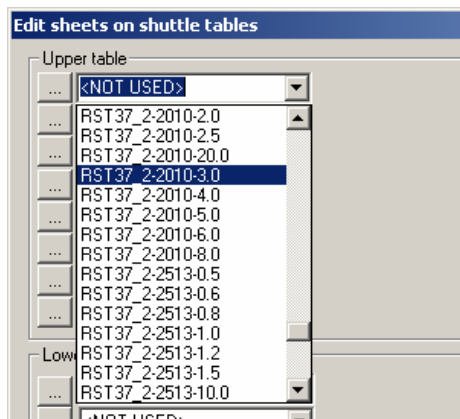 Edit sheets on shuttle tables
Upper table
... <NOT USED>
RST37_2-2010-2.0
... RST37_2-2010-2.5
... RST37_2-2010-20.0
... RST37_2-2010-3.0
RST37_2-2010-4.0
... RST37_2-2010-5.0
... RST37_2-2010-6.0
RST37_2-2010-8.0
... RST37_2-2513-0.5
RST37_2-2513-0.6
... RST37_2-2513-0.8
RST37_2-2513-1.0
RST37_2-2513-1.2
RST37_2-2513-1.5
... RST37_2-2513-10.0
<NOT USED>